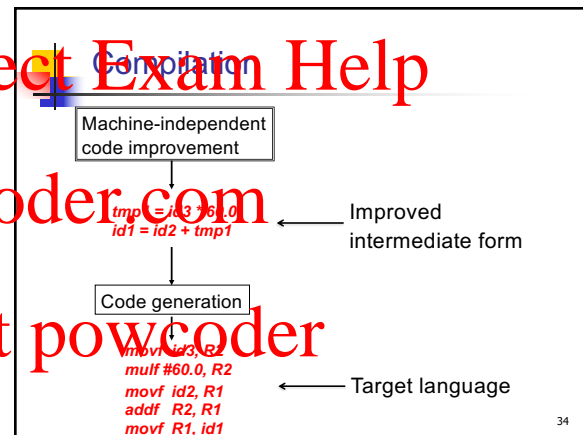 ect Exam Help
Compilation
Machine-independent
code improvement
oder.com
tmp1 = id3 * 60.0
id1 = id2 + tmp1
Improved
intermediate form
Code generation
t powcoder
movf id3, R2
mulf #60.0, R2
movf id2, R1
addf R2, R1
movf R1, id1
Target language
34